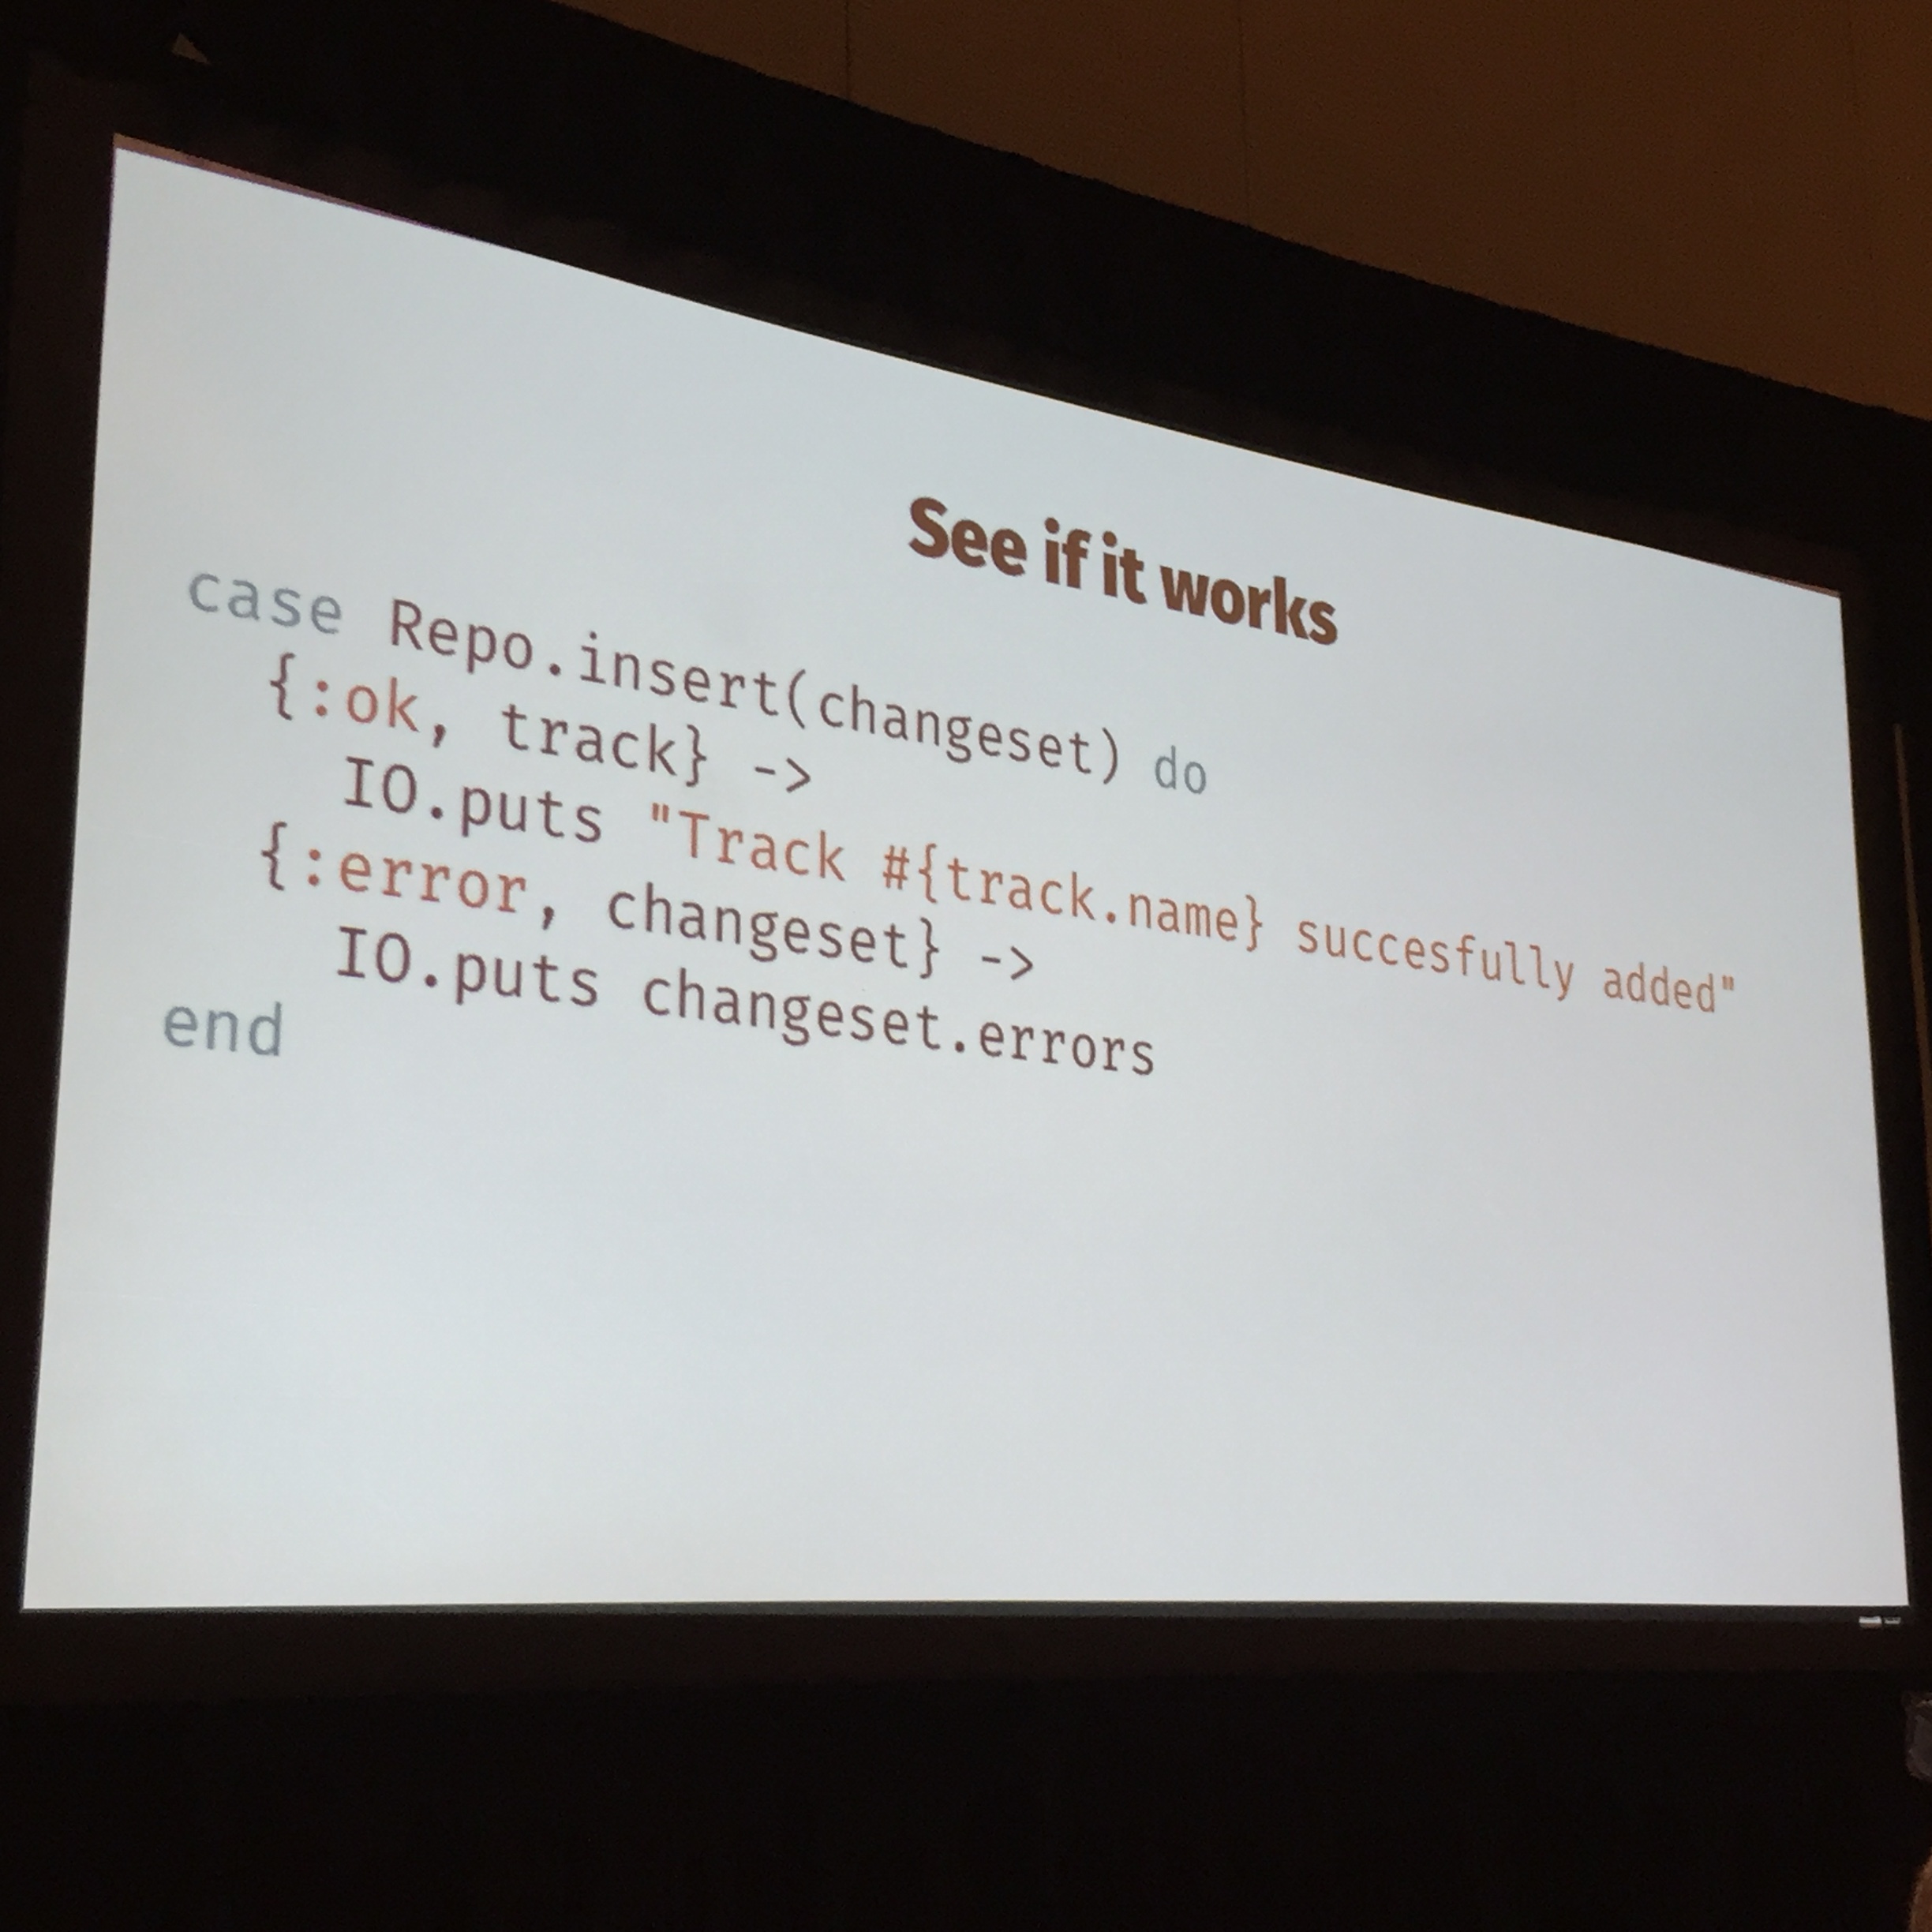 See if it works
case Repo.insert(changeset) do
  {:ok, track} ->
    IO.puts "Track #{track.name} succesfully added"
  {:error, changeset} ->
    IO.puts changeset.errors
end